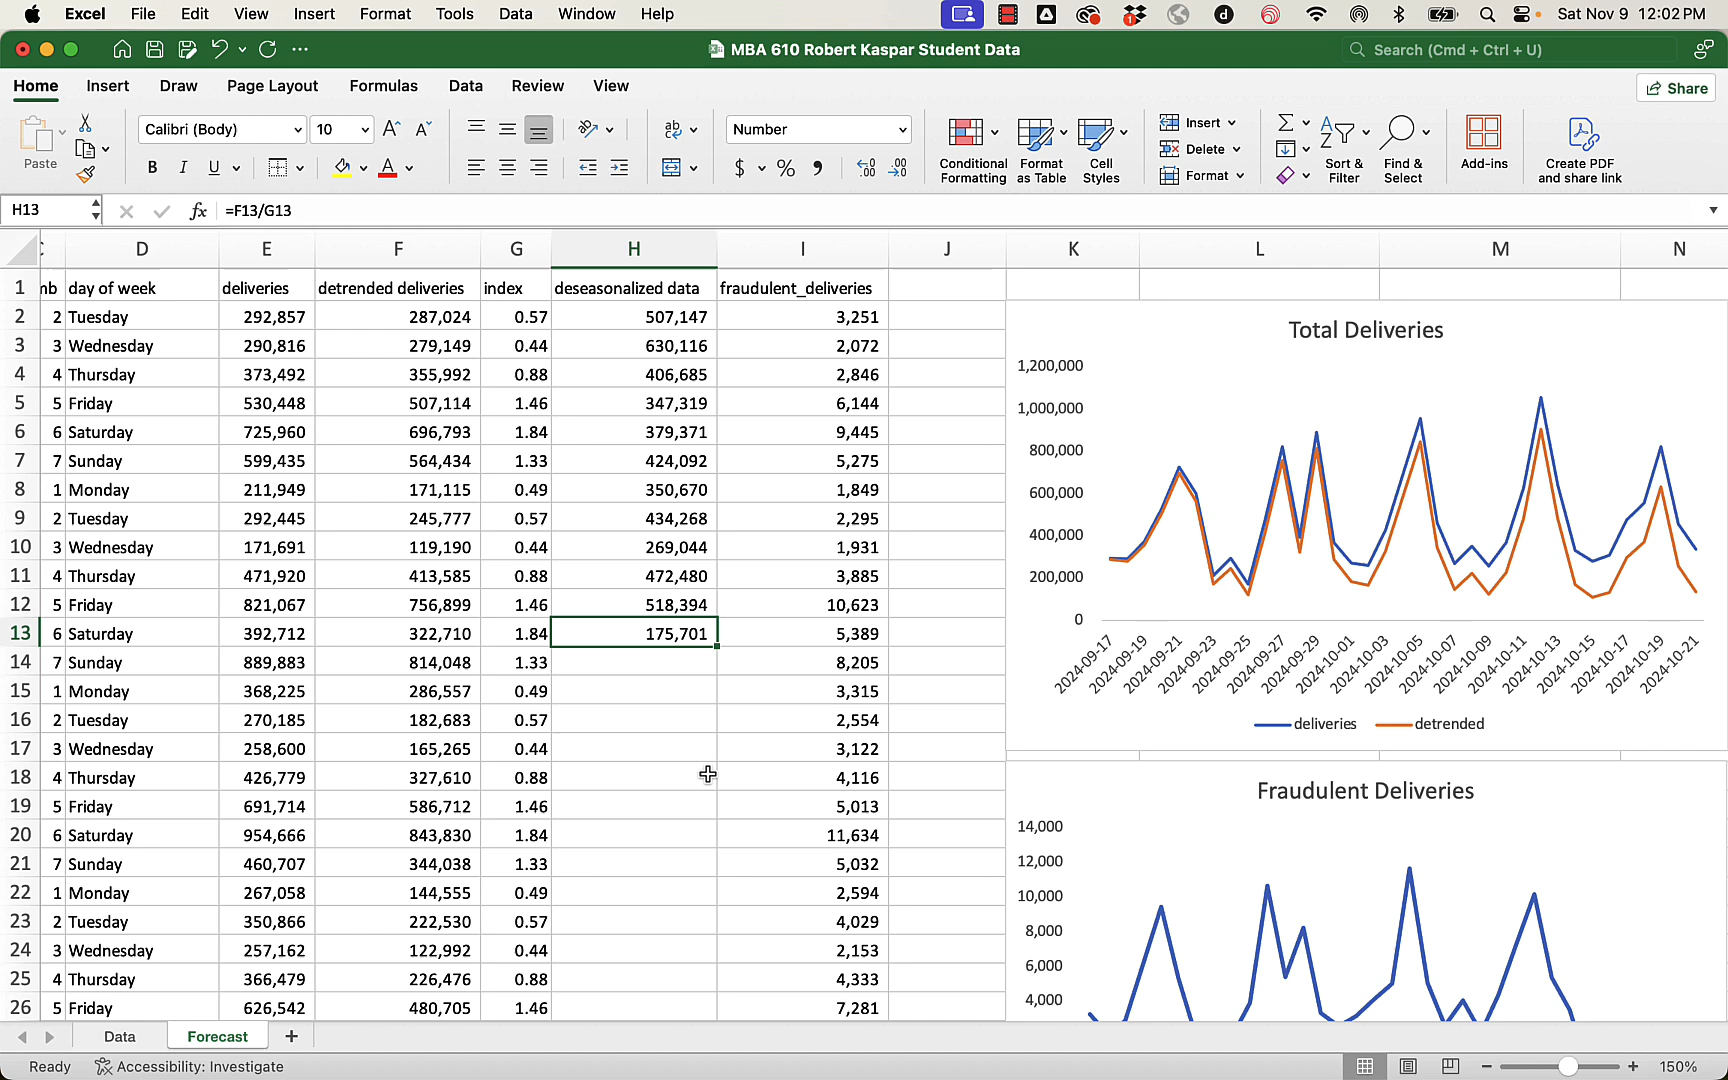 Excel File Edit View Insert Format Tools Data Window Help Sat Nov 9 12:02 PM
MBA 610 Robert Kaspar Student Data Search (Cmd + Ctrl + U)
Home Insert Draw Page Layout Formulas Data Review View Share
Paste Calibri (Body) 10 Number Conditional Formatting Format as Table Cell Styles Insert Delete Format Sort & Filter Find & Select Add-ins Create PDF and share link
H13 fx =F13/G13
D E F G H I J K L M N
1 mb day of week deliveries detrended deliveries index deseasonalized data fraudulent_deliveries
2 2 Tuesday 292,857 287,024 0.57 507,147 3,251
3 3 Wednesday 290,816 279,149 0.44 630,116 2,072
4 4 Thursday 373,492 355,992 0.88 406,685 2,846
5 5 Friday 530,448 507,114 1.46 347,319 6,144
6 6 Saturday 725,960 696,793 1.84 379,371 9,445
7 7 Sunday 599,435 564,434 1.33 424,092 5,275
8 1 Monday 211,949 171,115 0.49 350,670 1,849
9 2 Tuesday 292,445 245,777 0.57 434,268 2,295
10 3 Wednesday 171,691 119,190 0.44 269,044 1,931
11 4 Thursday 471,920 413,585 0.88 472,480 3,885
12 5 Friday 821,067 756,899 1.46 518,394 10,623
13 6 Saturday 392,712 322,710 1.84 175,701 5,389
14 7 Sunday 889,883 814,048 1.33 8,205
15 1 Monday 368,225 286,557 0.49 3,315
16 2 Tuesday 270,185 182,683 0.57 2,554
17 3 Wednesday 258,600 165,265 0.44 3,122
18 4 Thursday 426,779 327,610 0.88 4,116
19 5 Friday 691,714 586,712 1.46 5,013
20 6 Saturday 954,666 843,830 1.84 11,634
21 7 Sunday 460,707 344,038 1.33 5,032
22 1 Monday 267,058 144,555 0.49 2,594
23 2 Tuesday 350,866 222,530 0.57 4,029
24 3 Wednesday 257,162 122,992 0.44 2,153
25 4 Thursday 366,479 226,476 0.88 4,333
26 5 Friday 626,542 480,705 1.46 7,281
Total Deliveries
1,200,000
1,000,000
800,000
600,000
400,000
200,000
0
2024-09-17 2024-09-19 2024-09-21 2024-09-23 2024-09-25 2024-09-27 2024-09-29 2024-10-01 2024-10-03 2024-10-05 2024-10-07 2024-10-09 2024-10-11 2024-10-13 2024-10-15 2024-10-17 2024-10-19 2024-10-21
deliveries detrended
Fraudulent Deliveries
14,000
12,000
10,000
8,000
6,000
4,000
Data Forecast +
Ready Accessibility: Investigate 150%